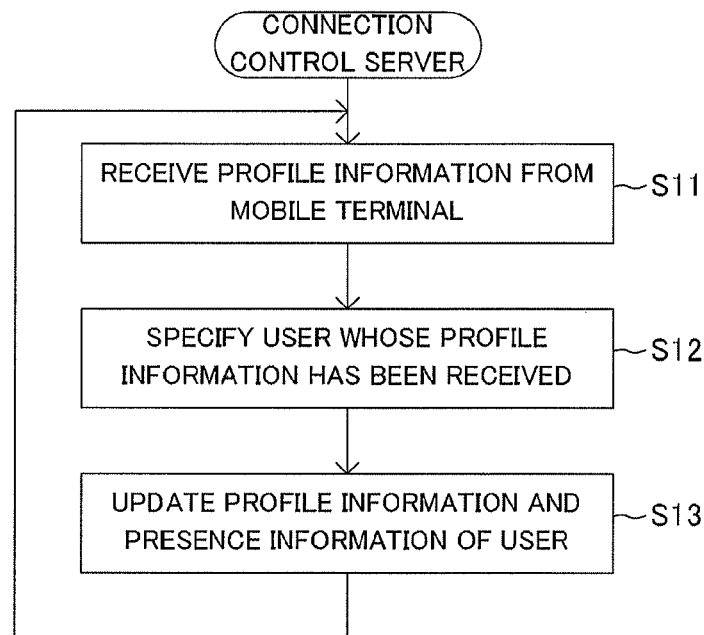 CONNECTION
CONTROL SERVER
RECEIVE PROFILE INFORMATION FROM
MOBILE TERMINAL
S11
SPECIFY USER WHOSE PROFILE
INFORMATION HAS BEEN RECEIVED
S12
UPDATE PROFILE INFORMATION AND
PRESENCE INFORMATION OF USER
S13